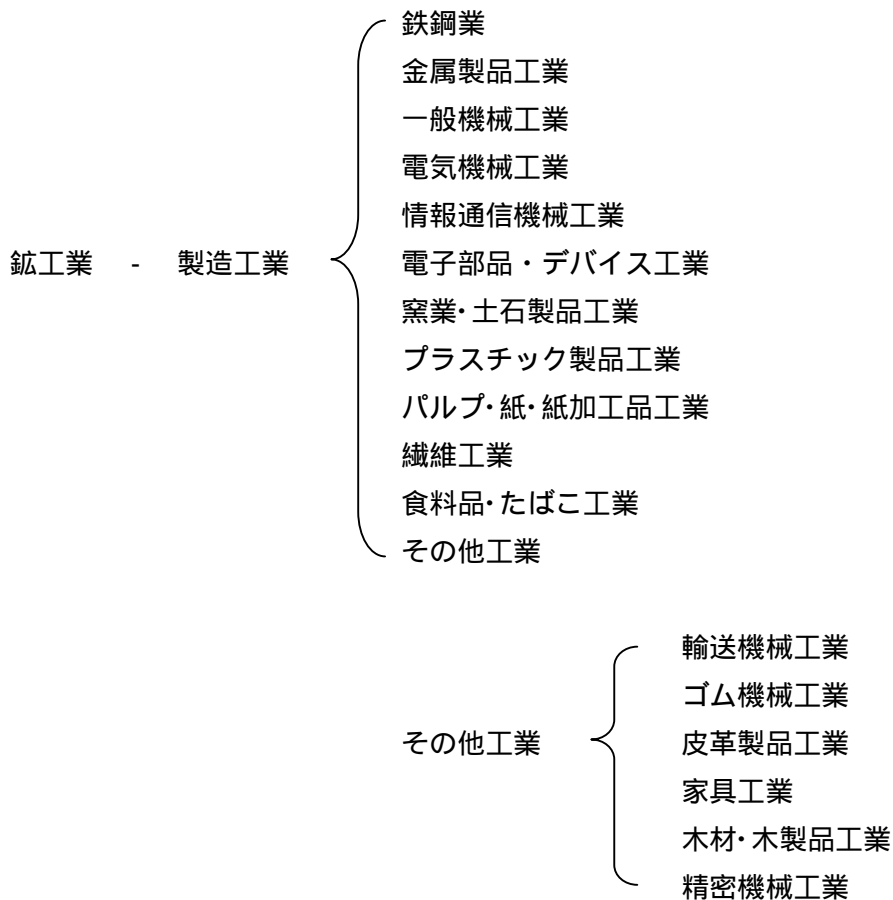 鉄鋼業
金属製品工業
一般機械工業
電気機械工業
情報通信機械工業
鉱工業 - 製造工業 電子部品・デバイス工業
窯業・土石製品工業
プラスチック製品工業
パルプ・紙・紙加工品工業
繊維工業
食料品・たばこ工業
その他工業
輸送機械工業
ゴム機械工業
その他工業 皮革製品工業
家具工業
木材・木製品工業
精密機械工業